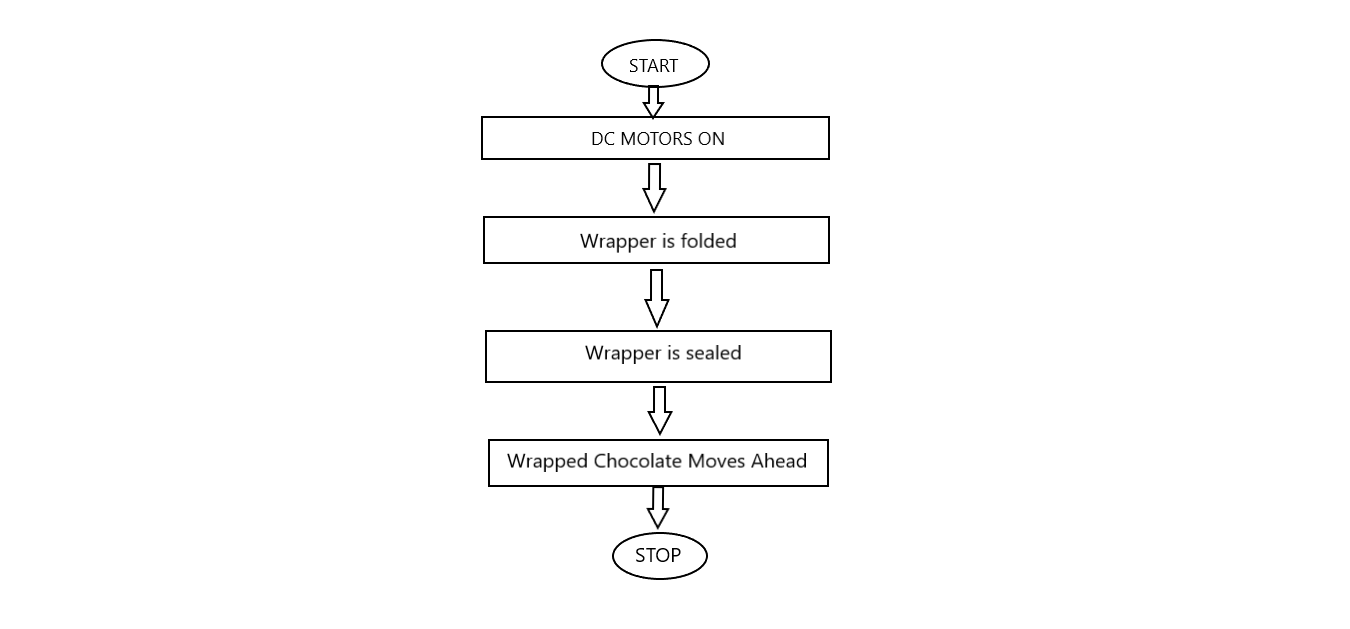 START
DC MOTORS ON
Wrapper is folded
Wrapper is sealed
Wrapped Chocolate Moves Ahead
STOP